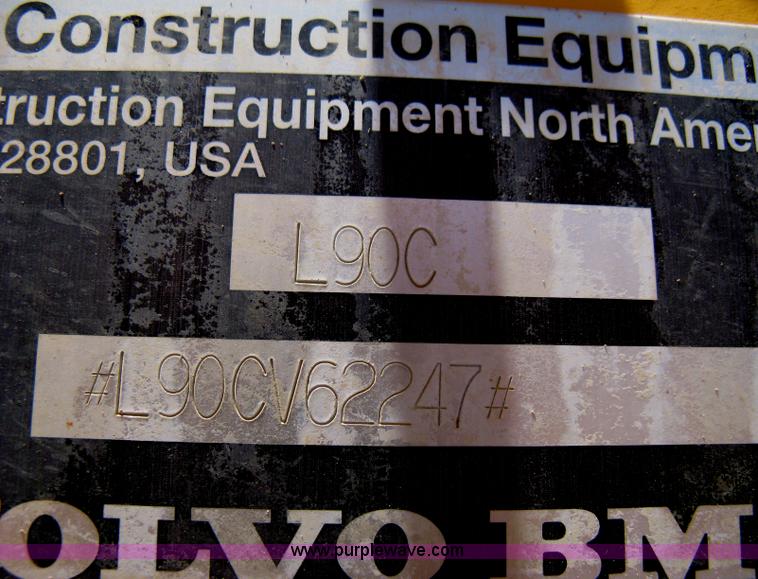 Construction Equipm
truction Equipment North Amer
28801, USA
L90C
#L90CV62247#
OLVO BM
www.purplewave.com